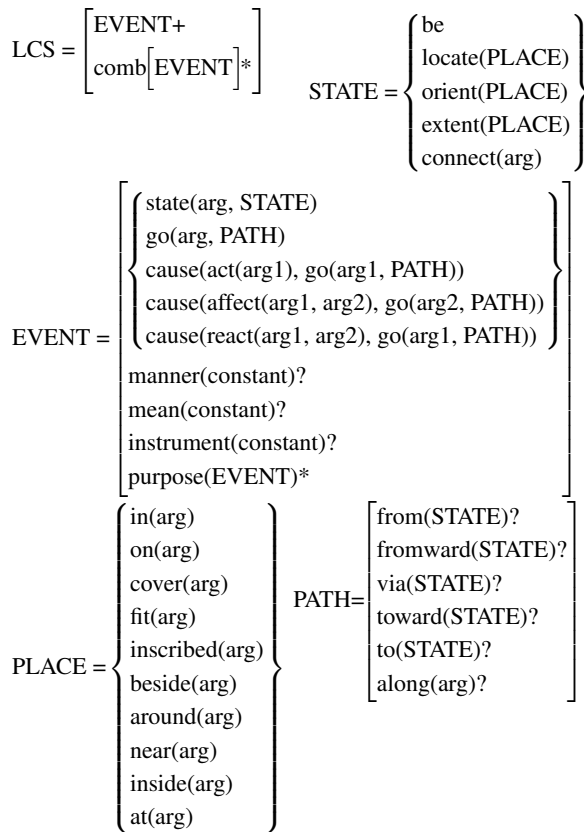 LCS = [EVENT+
comb[EVENT]*]
STATE = {be
locate(PLACE)
orient(PLACE)
extent(PLACE)
connect(arg)}
EVENT = [{state(arg, STATE)
go(arg, PATH)
cause(act(arg1), go(arg1, PATH))
cause(affect(arg1, arg2), go(arg2, PATH))
cause(react(arg1, arg2), go(arg1, PATH))}
manner(constant)?
mean(constant)?
instrument(constant)?
purpose(EVENT)*]
PLACE = {in(arg)
on(arg)
cover(arg)
fit(arg)
inscribed(arg)
beside(arg)
around(arg)
near(arg)
inside(arg)
at(arg)}
PATH= [from(STATE)?
fromward(STATE)?
via(STATE)?
toward(STATE)?
to(STATE)?
along(arg)?]